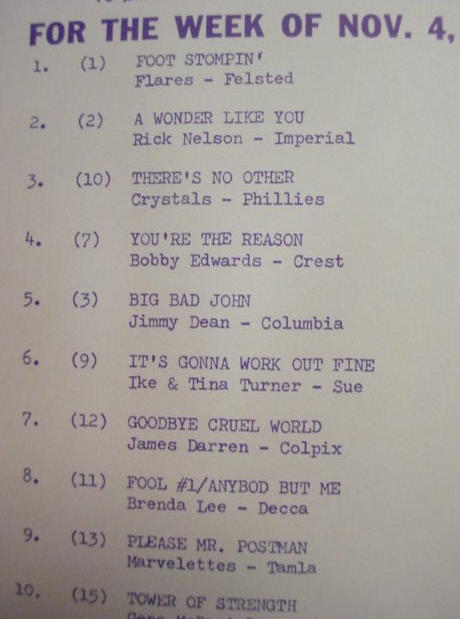 FOR THE WEEK OF NOV. 4,
1. (1) FOOT STOMPIN'
Flares - Felsted
2. (2) A WONDER LIKE YOU
Rick Nelson - Imperial
3. (10) THERE'S NO OTHER
Crystals - Phillies
4. (7) YOU'RE THE REASON
Bobby Edwards - Crest
5. (3) BIG BAD JOHN
Jimmy Dean - Columbia
6. (9) IT'S GONNA WORK OUT FINE
Ike & Tina Turner - Sue
7. (12) GOODBYE CRUEL WORLD
James Darren - Colpix
8. (11) FOOL #1/ANYBOD BUT ME
Brenda Lee - Decca
9. (13) PLEASE MR. POSTMAN
Marvelettes - Tamla
10. (15) TOWER OF STRENGTH